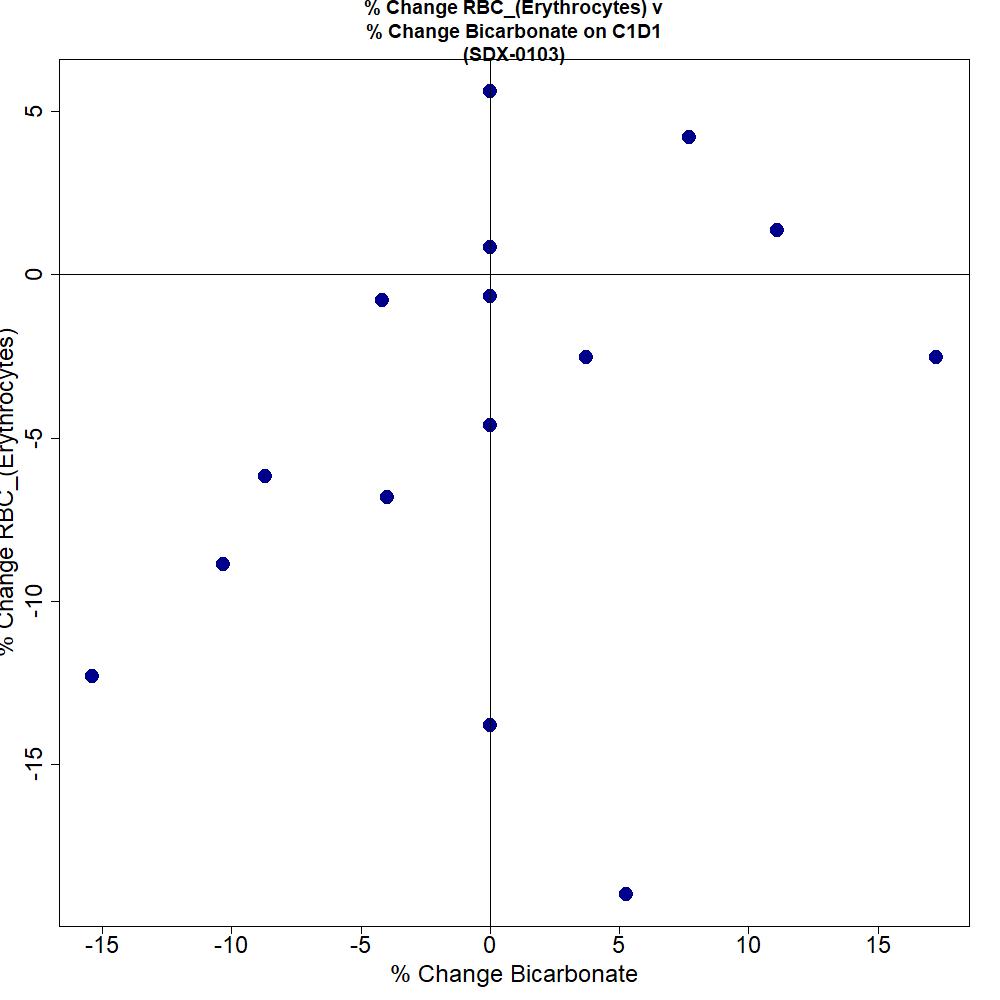 % Change RBC_(Erythrocytes) v
% Change Bicarbonate on C1D1
(SDX-0103)
% Change RBC_(Erythrocytes)
5
0
-5
-10
-15
-15
-10
-5
0
5
10
15
% Change Bicarbonate